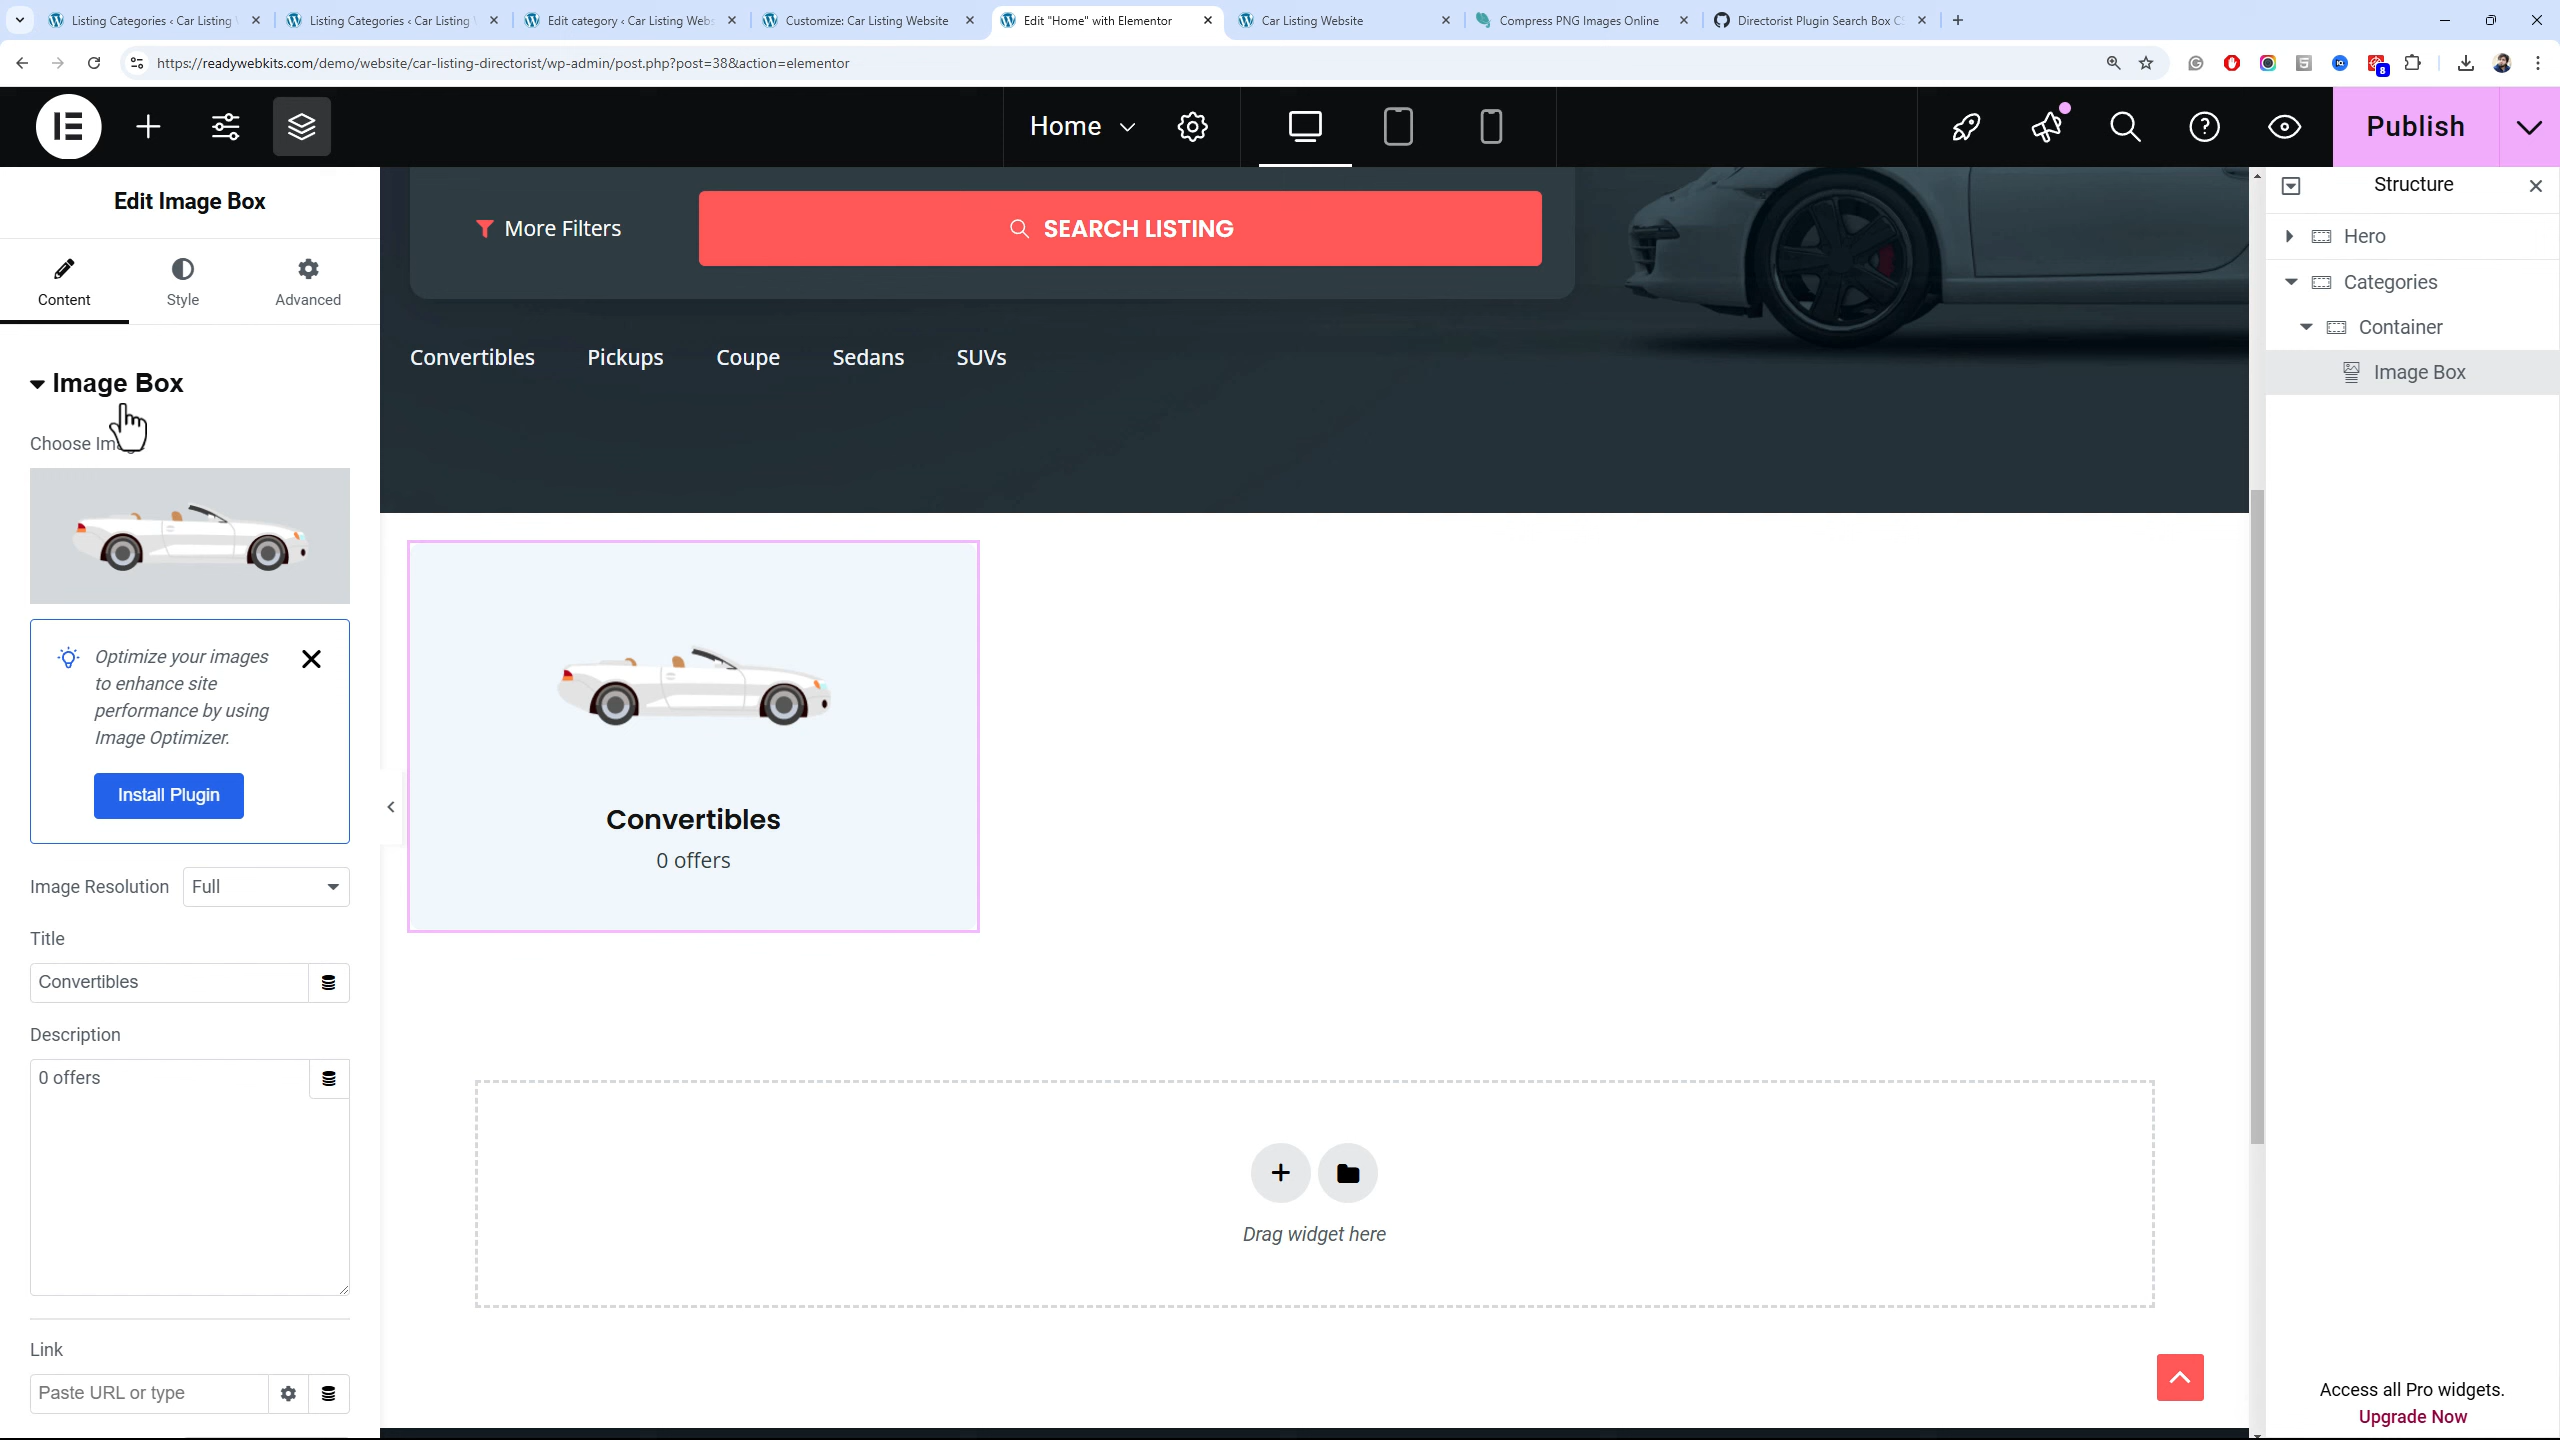 Listing Categories ‹ Car Listing
Listing Categories ‹ Car Listing
Edit category ‹ Car Listing Webs
Customize: Car Listing Website
Edit "Home" with Elementor
Car Listing Website
Compress PNG Images Online
Directorist Plugin Search Box CS
https://readywebkits.com/demo/website/car-listing-directorist/wp-admin/post.php?post=38&action=elementor
8
Home
Publish
Edit Image Box
Content
Style
Advanced
Image Box
Choose Image
Optimize your images
to enhance site
performance by using
Image Optimizer.
Install Plugin
Image Resolution
Full
Title
Convertibles
Description
0 offers
Link
Paste URL or type
More Filters
SEARCH LISTING
Convertibles
Pickups
Coupe
Sedans
SUVs
Convertibles
0 offers
Drag widget here
Structure
Hero
Categories
Container
Image Box
Access all Pro widgets.
Upgrade Now